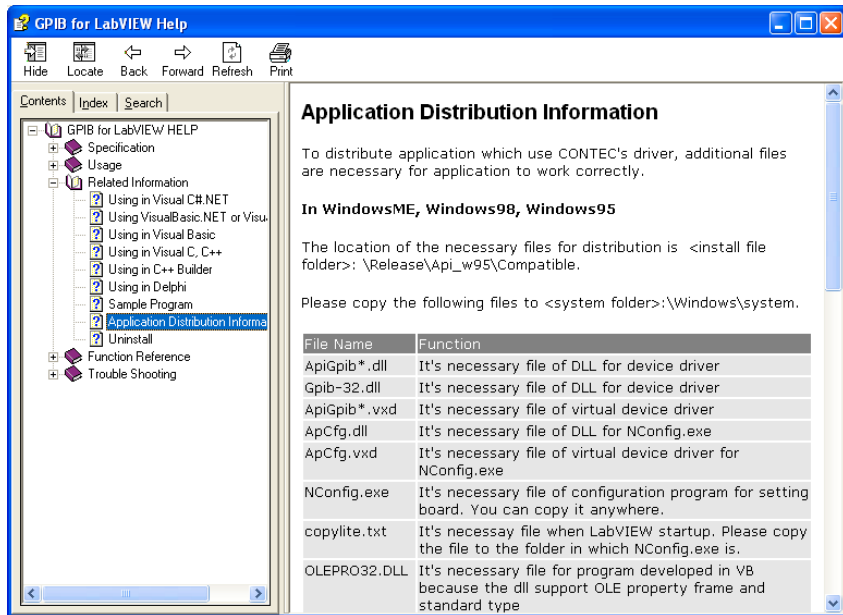 GPIB for LabVIEW Help
Hide Locate Back Forward Refresh Print
Contents Index Search
GPIB for LabVIEW HELP
Specification
Usage
Related Information
Using in Visual C#.NET
Using VisualBasic.NET or Visu
Using in Visual Basic
Using in Visual C, C++
Using in C++ Builder
Using in Delphi
Sample Program
Application Distribution Informa
Uninstall
Function Reference
Trouble Shooting
Application Distribution Information
To distribute application which use CONTEC's driver, additional files
are necessary for application to work correctly.
In WindowsME, Windows98, Windows95
The location of the necessary files for distribution is <install file
folder>: \Release\Api_w95\Compatible.
Please copy the following files to <system folder>:\Windows\system.
File Name Function
ApiGpib*.dll It's necessary file of DLL for device driver
Gpib-32.dll It's necessary file of DLL for device driver
ApiGpib*.vxd It's necessary file of virtual device driver
ApCfg.dll It's necessary file of DLL for NConfig.exe
ApCfg.vxd It's necessary file of virtual device driver for
NConfig.exe
NConfig.exe It's necessary file of configuration program for setting
board. You can copy it anywhere.
copylite.txt It's necessay file when LabVIEW startup. Please copy
the file to the folder in which NConfig.exe is.
OLEPRO32.DLL It's necessary file for program developed in VB
because the dll support OLE property frame and
standard type